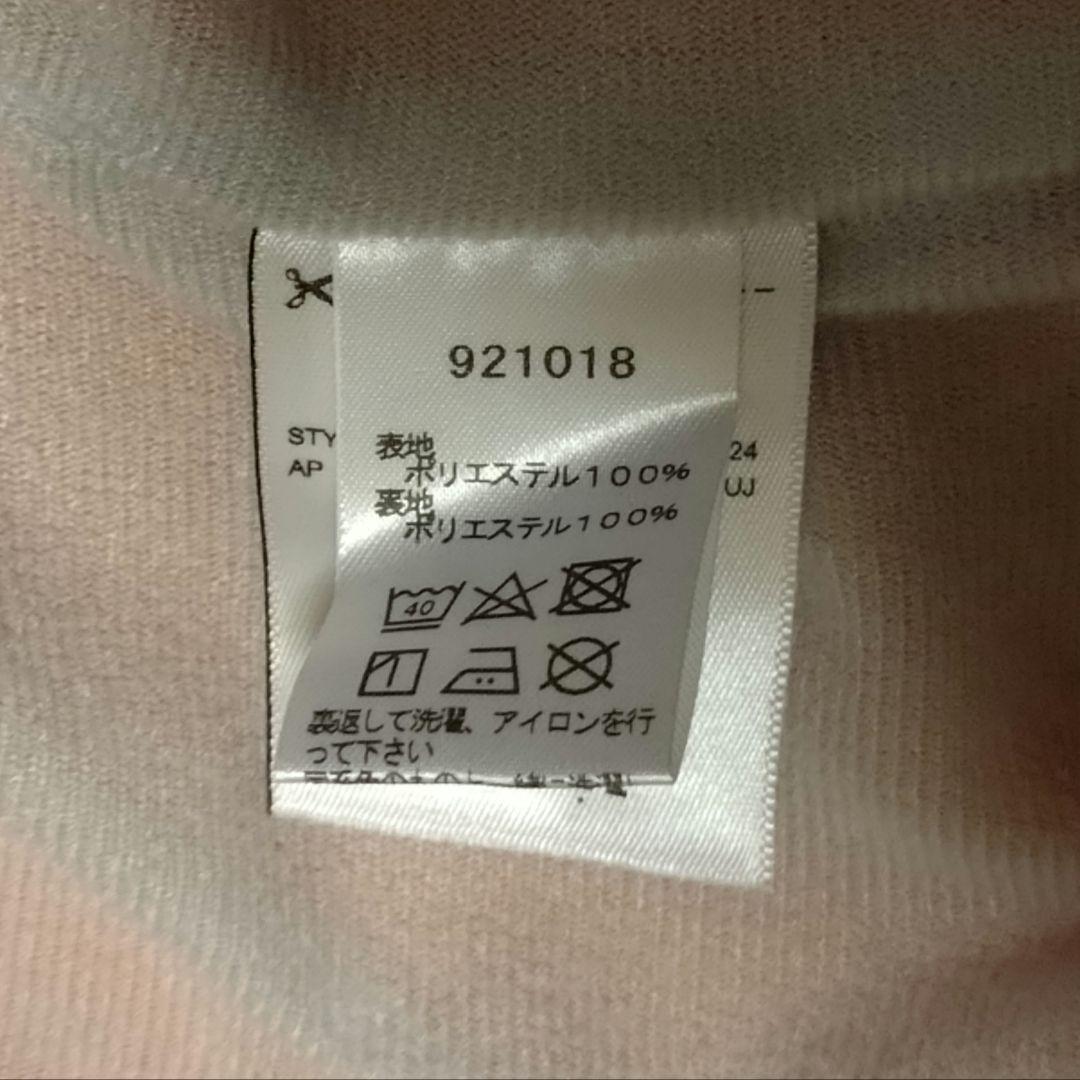 921018
STY
24
AP
UJ
表地
ポリエステル100%
裏地
ポリエステル100%
40
裏返して洗濯、アイロンを行
って下さい